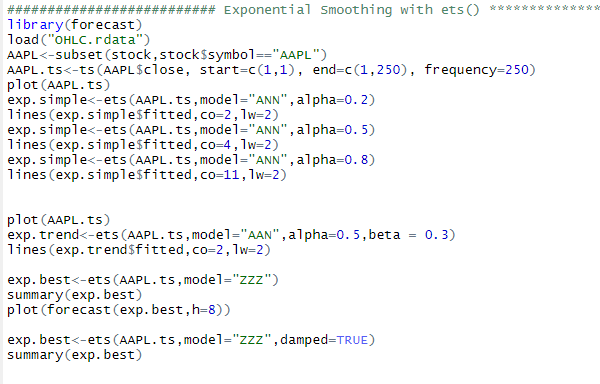 ########################## Exponential Smoothing with ets() **************
library(forecast)
load("OHLC.rdata")
AAPL<-subset(stock,stock$symbol=="AAPL")
AAPL.ts<-ts(AAPL$close, start=c(1,1), end=c(1,250), frequency=250)
plot(AAPL.ts)
exp.simple<-ets(AAPL.ts,model="ANN",alpha=0.2)
lines(exp.simple$fitted,co=2,lw=2)
exp.simple<-ets(AAPL.ts,model="ANN",alpha=0.5)
lines(exp.simple$fitted,co=4,lw=2)
exp.simple<-ets(AAPL.ts,model="ANN",alpha=0.8)
lines(exp.simple$fitted,co=11,lw=2)
plot(AAPL.ts)
exp.trend<-ets(AAPL.ts,model="AAN",alpha=0.5,beta = 0.3)
lines(exp.trend$fitted,co=2,lw=2)
exp.best<-ets(AAPL.ts,model="ZZZ")
summary(exp.best)
plot(forecast(exp.best,h=8))
exp.best<-ets(AAPL.ts,model="ZZZ",damped=TRUE)
summary(exp.best)